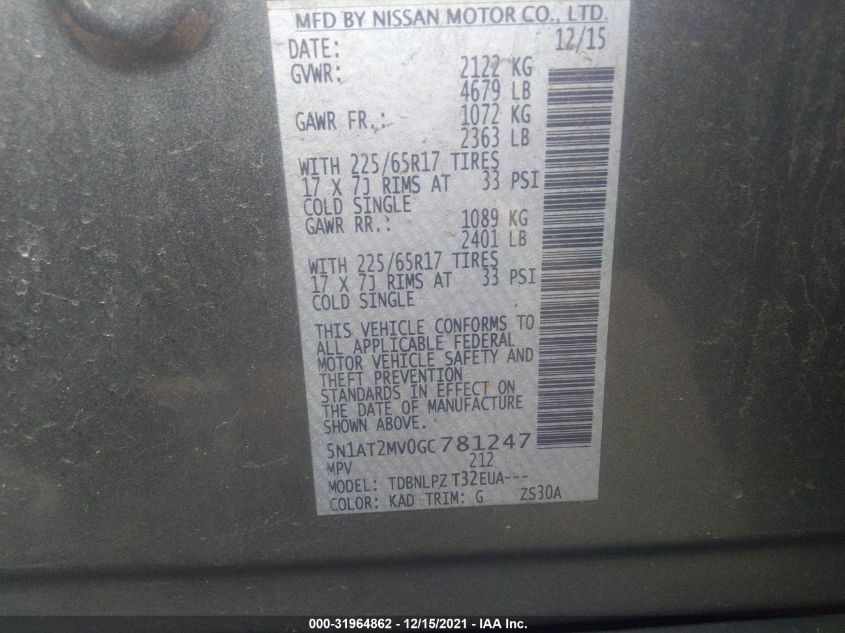 MFD BY NISSAN MOTOR CO., LTD.
DATE: 12/15
GVWR: 2122 KG
4679 LB
GAWR FR.: 1072 KG
2363 LB
WITH 225/65R17 TIRES
17 X 7J RIMS AT 33 PSI
COLD SINGLE
GAWR RR.: 1089 KG
2401 LB
WITH 225/65R17 TIRES
17 X 7J RIMS AT 33 PSI
COLD SINGLE
THIS VEHICLE CONFORMS TO
ALL APPLICABLE FEDERAL
MOTOR VEHICLE SAFETY AND
THEFT PREVENTION
STANDARDS IN EFFECT ON
THE DATE OF MANUFACTURE
SHOWN ABOVE.
5N1AT2MV0GC781247
MPV 212
MODEL: TDBNLPZ T32EUA---
COLOR: KAD TRIM: G ZS30A
000-31964862 - 12/15/2021 - IAA Inc.